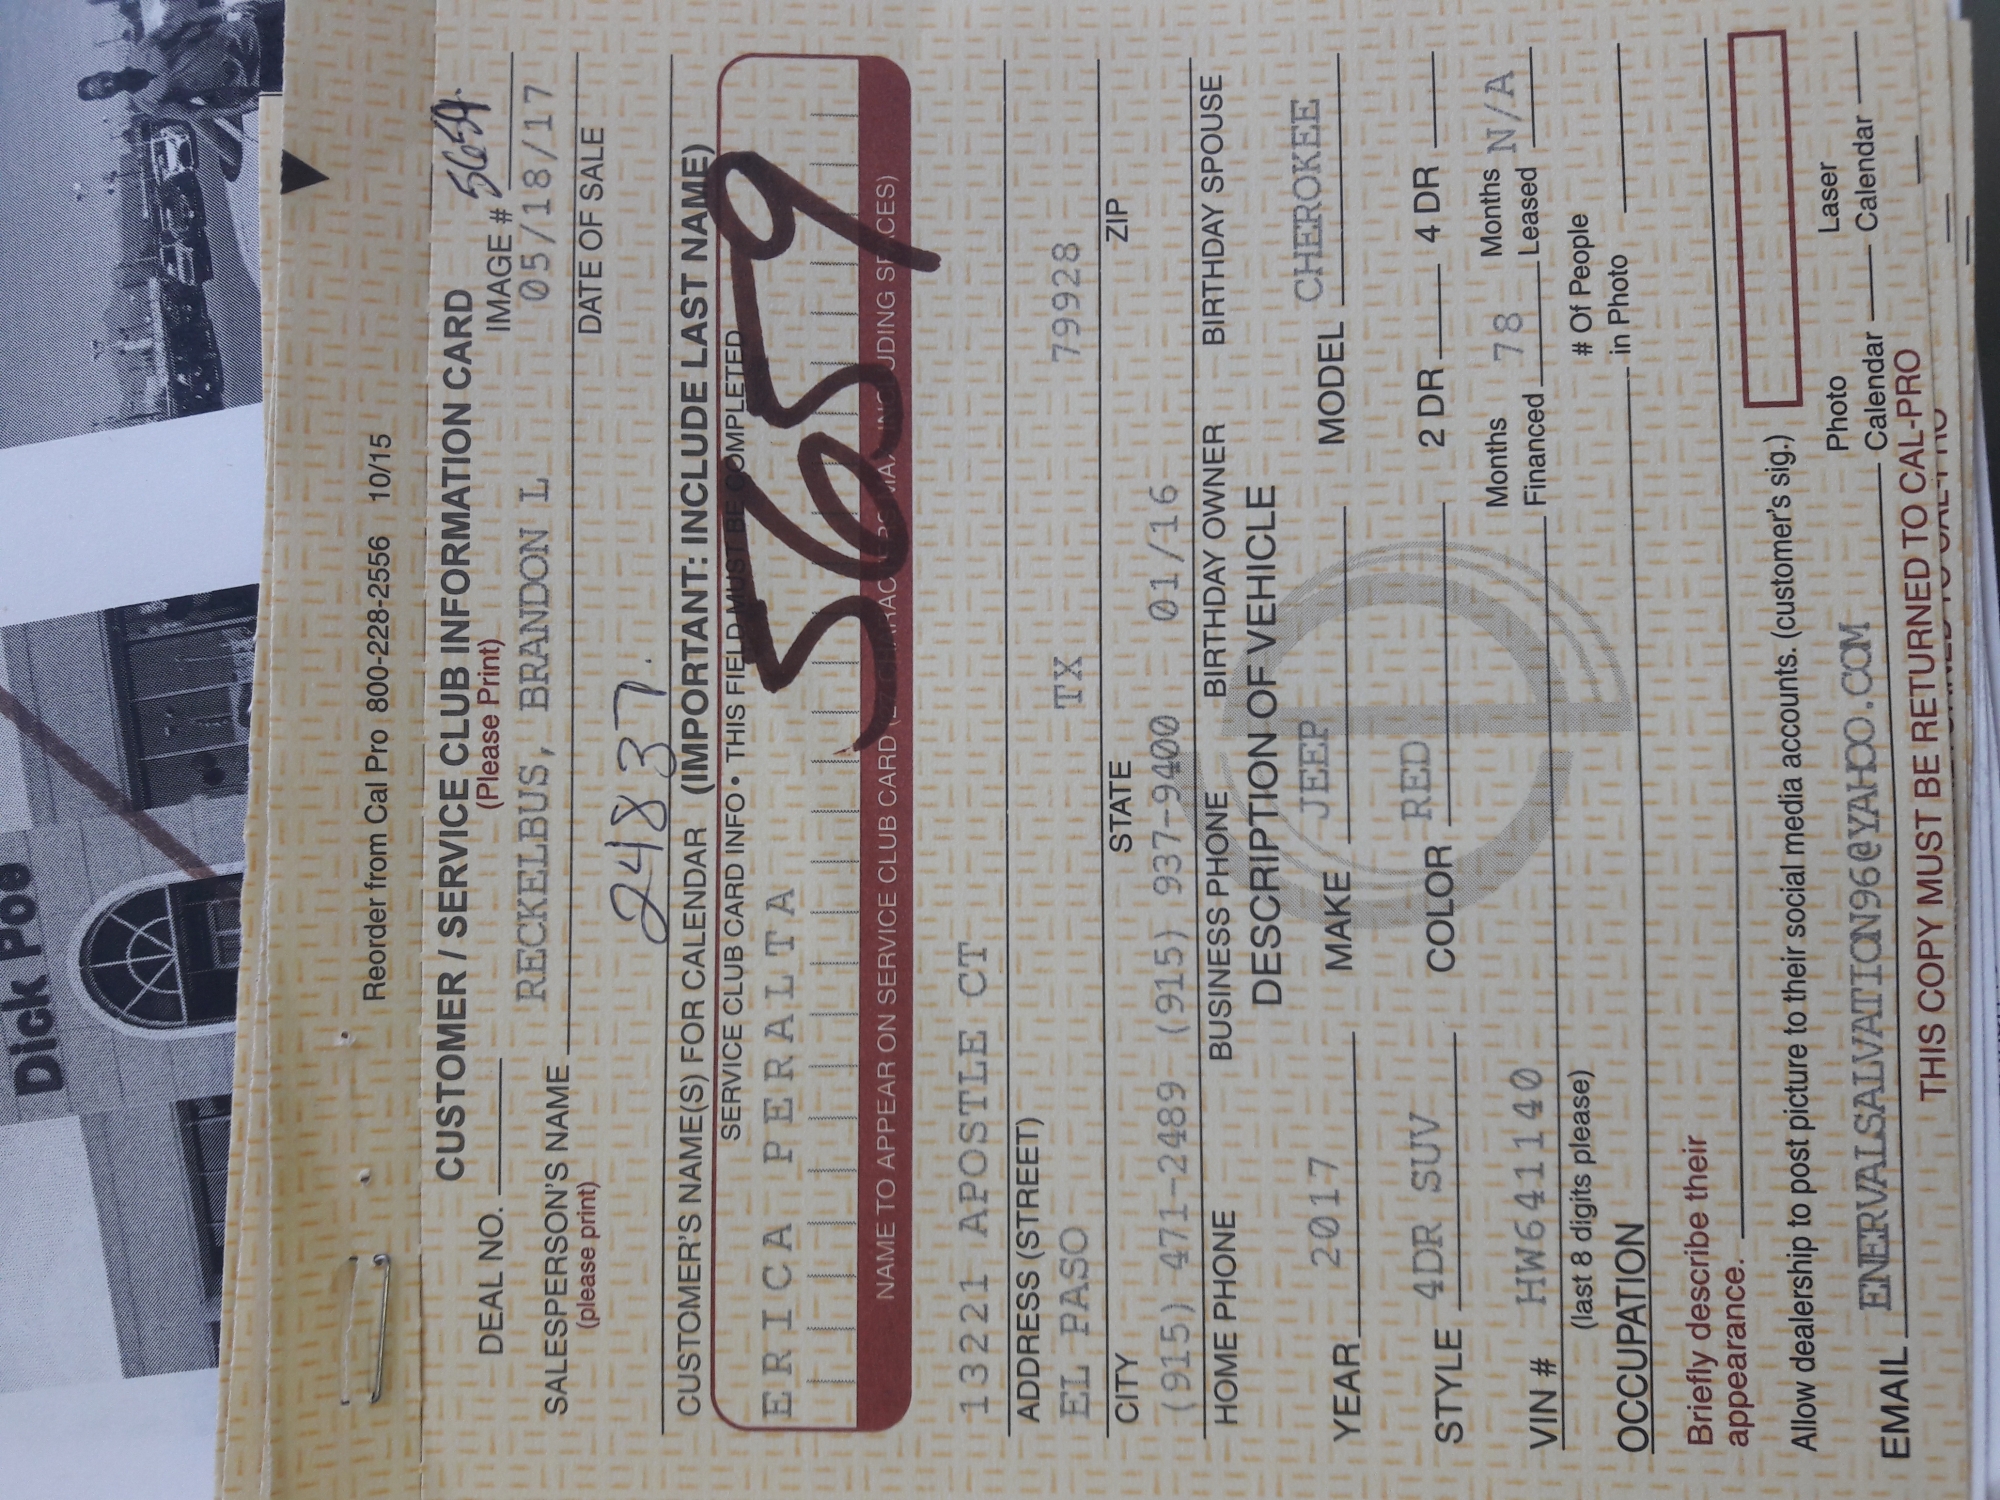 Dick Poe
Reorder from Cal Pro 800-228-2556 10/15
CUSTOMER / SERVICE CLUB INFORMATION CARD
(Please Print)
DEAL NO.
IMAGE # 5659
RECKELBUS, BRANDON L 05/18/17
SALESPERSON'S NAME DATE OF SALE
(please print)
24837.
CUSTOMER'S NAME(S) FOR CALENDAR (IMPORTANT: INCLUDE LAST NAME)
SERVICE CLUB CARD INFO • THIS FIELD MUST BE COMPLETED
ERICA PERALTA
5659
NAME TO APPEAR ON SERVICE CLUB CARD (27 CHARACTERS MAX INCLUDING SPACES)
13221 APOSTLE CT
ADDRESS (STREET)
EL PASO TX 79928
CITY STATE ZIP
(915) 471-2489 (915) 937-9400 01/16
HOME PHONE BUSINESS PHONE BIRTHDAY OWNER BIRTHDAY SPOUSE
DESCRIPTION OF VEHICLE
YEAR 2017 MAKE JEEP MODEL CHEROKEE
STYLE 4DR SUV COLOR RED 2 DR 4 DR
VIN # HW641140 Months Financed 78 Months Leased N/A
(last 8 digits please)
OCCUPATION # Of People in Photo
Briefly describe their
appearance.
Allow dealership to post picture to their social media accounts. (customer's sig.)
EMAIL ENERVALSALVATION96@YAHOO.COM Photo Calendar Laser Calendar
THIS COPY MUST BE RETURNED TO CAL-PRO